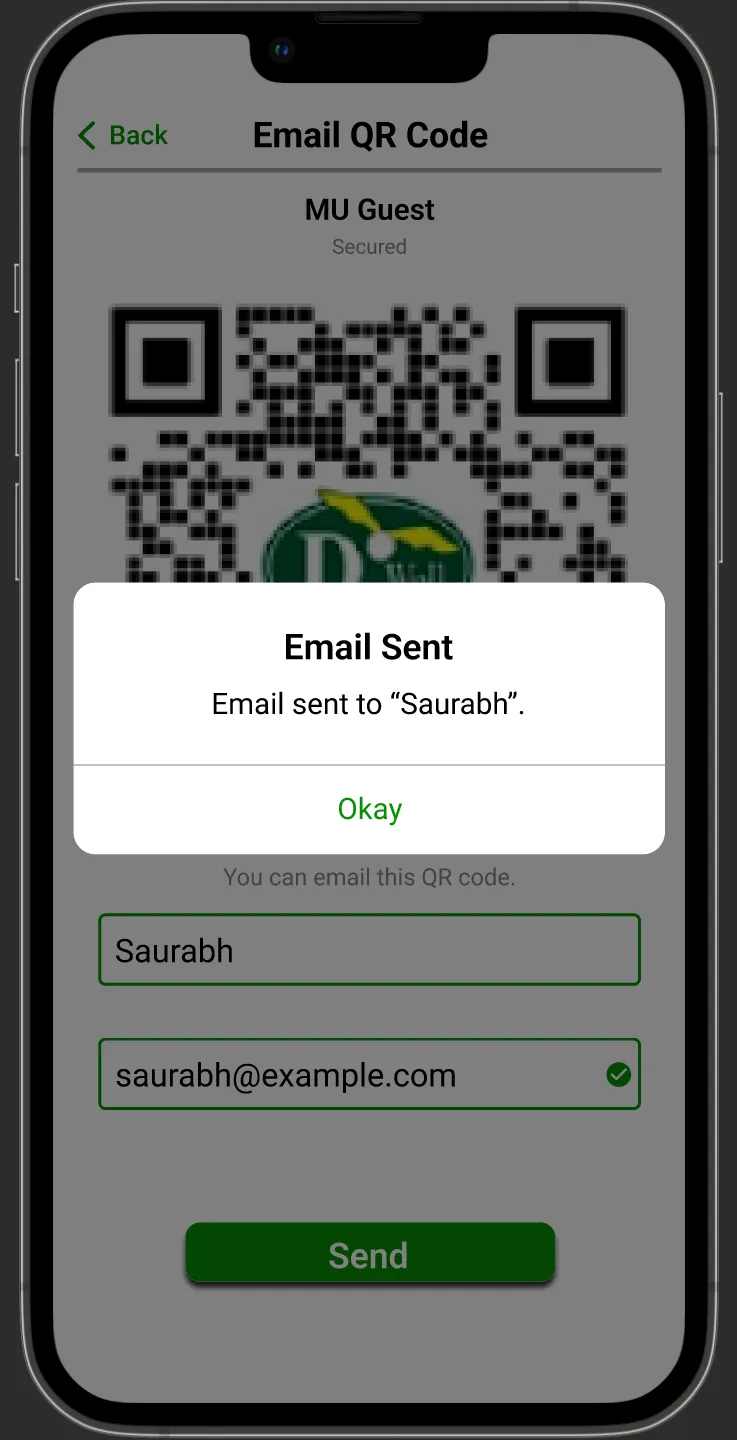 Back
Email QR Code
MU Guest
Secured
D
Well
Email Sent
Email sent to “Saurabh”.
Okay
You can email this QR code.
Saurabh
saurabh@example.com
Send